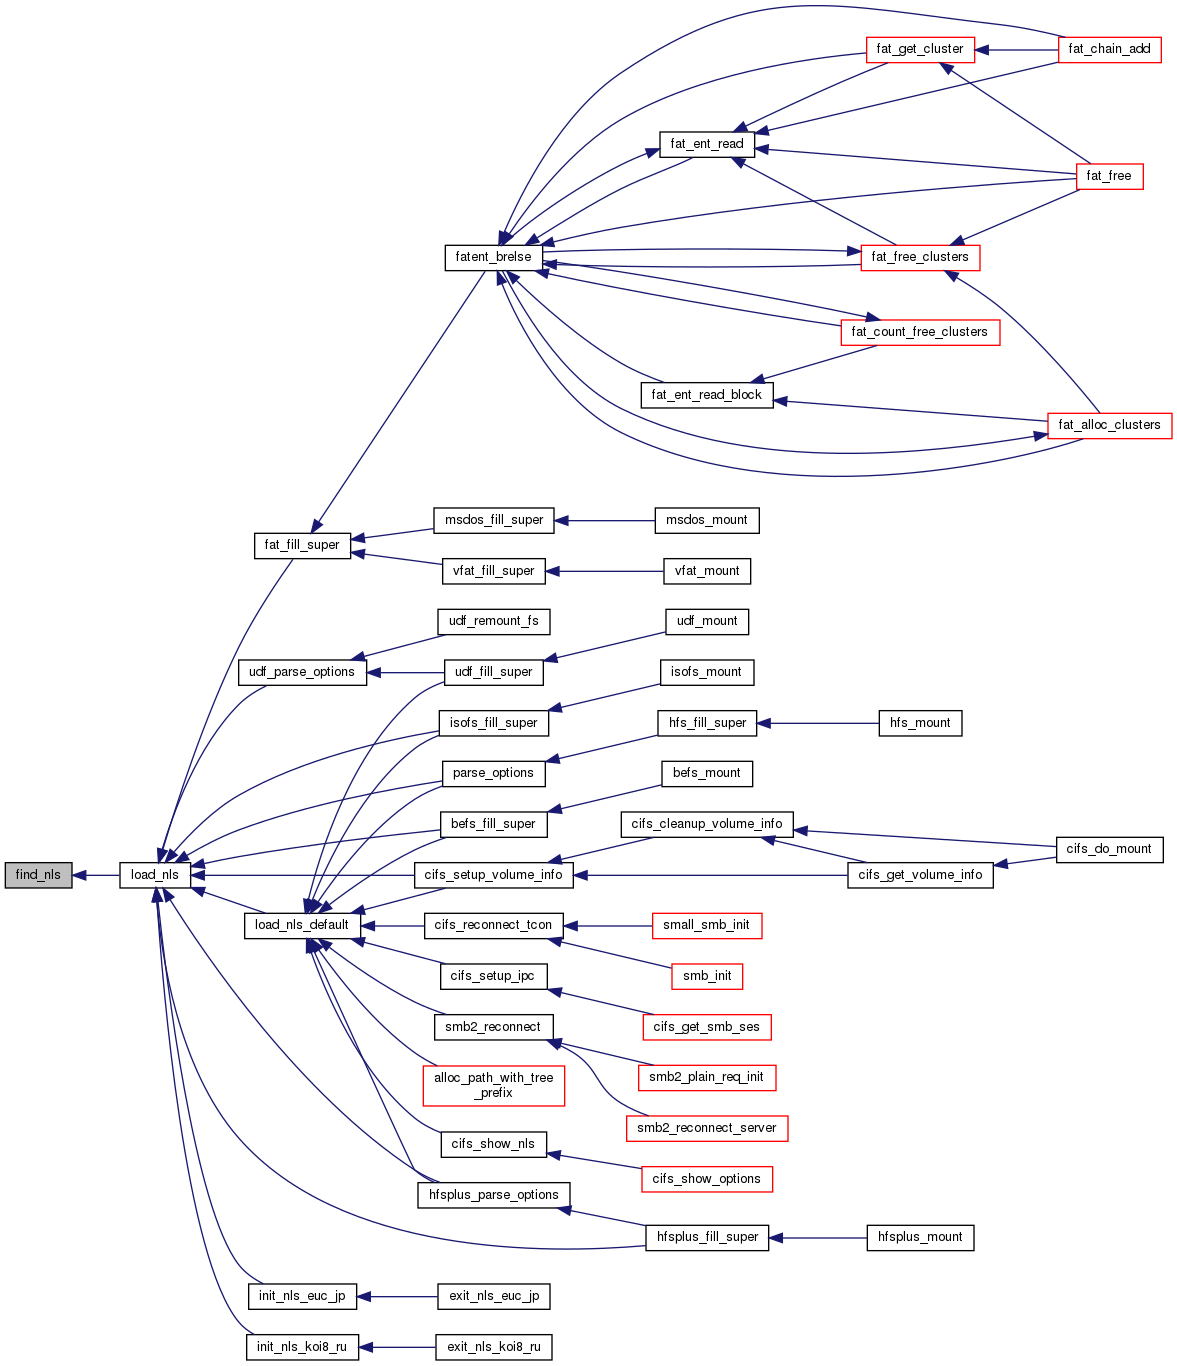 fat_get_cluster
fat_chain_add
fat_ent_read
fat_free
fatent_brelse
fat_free_clusters
fat_count_free_clusters
fat_ent_read_block
fat_alloc_clusters
msdos_fill_super
msdos_mount
fat_fill_super
vfat_fill_super
vfat_mount
udf_remount_fs
udf_mount
udf_parse_options
udf_fill_super
isofs_mount
isofs_fill_super
hfs_fill_super
hfs_mount
parse_options
befs_mount
befs_fill_super
cifs_cleanup_volume_info
cifs_do_mount
find_nls
load_nls
cifs_setup_volume_info
cifs_get_volume_info
load_nls_default
cifs_reconnect_tcon
small_smb_init
cifs_setup_ipc
smb_init
smb2_reconnect
cifs_get_smb_ses
alloc_path_with_tree
_prefix
smb2_plain_req_init
smb2_reconnect_server
cifs_show_nls
cifs_show_options
hfsplus_parse_options
hfsplus_fill_super
hfsplus_mount
init_nls_euc_jp
exit_nls_euc_jp
init_nls_koi8_ru
exit_nls_koi8_ru